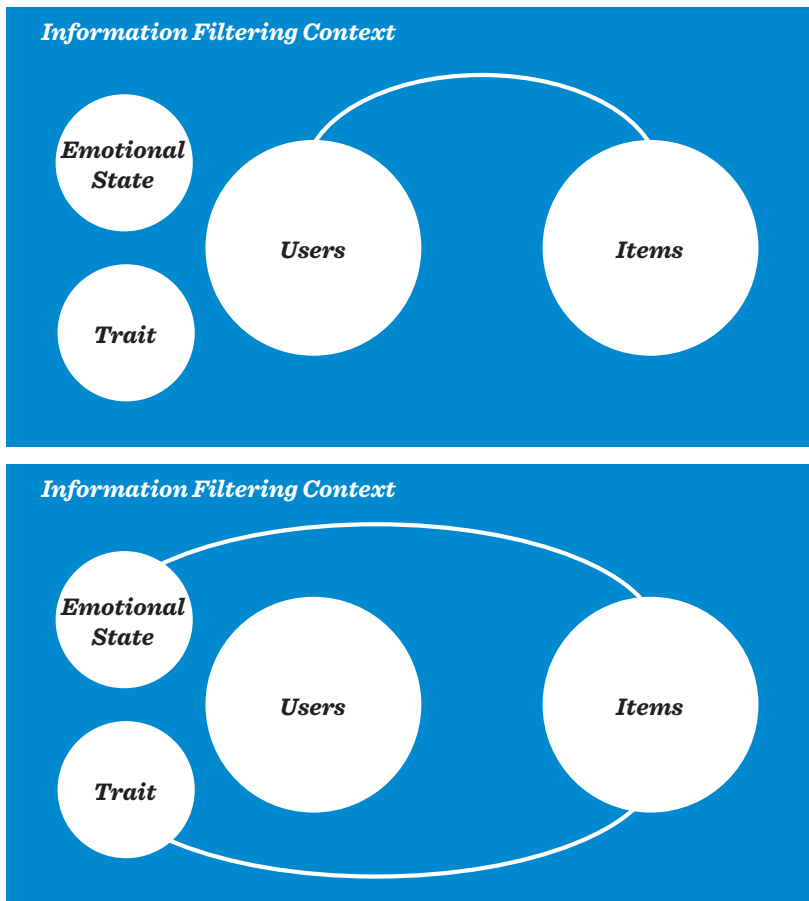 Information Filtering Context
Emotional
State
Users
Items
Trait
Information Filtering Context
Emotional
State
Users
Items
Trait